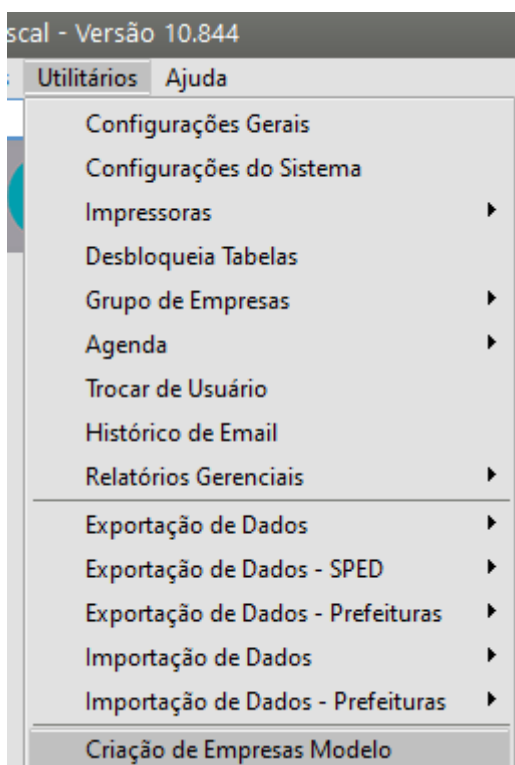 scal - Versão 10.844
Utilitários Ajuda
Configurações Gerais
Configurações do Sistema
Impressoras
Desbloqueia Tabelas
Grupo de Empresas
Agenda
Trocar de Usuário
Histórico de Email
Relatórios Gerenciais
Exportação de Dados
Exportação de Dados - SPED
Exportação de Dados - Prefeituras
Importação de Dados
Importação de Dados - Prefeituras
Criação de Empresas Modelo